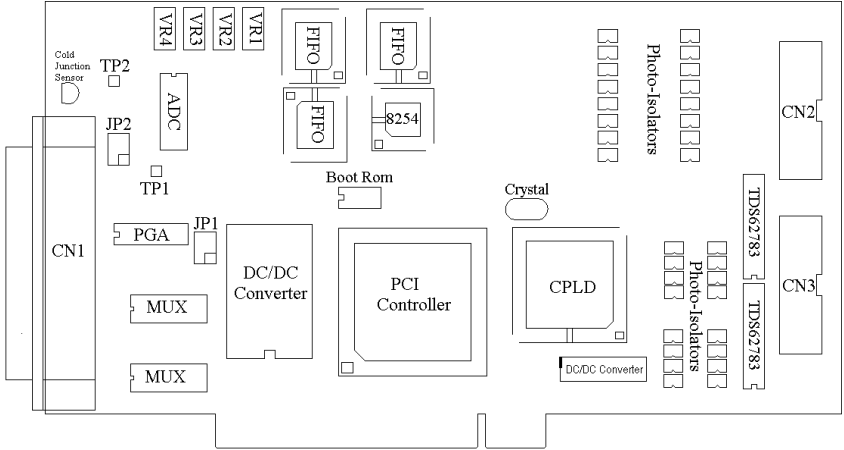 VR4
VR3
VR2
VR1
FIFO
FIFO
Cold
Junction
Sensor
TP2
ADC
FIFO
8254
Photo-Isolators
CN2
JP2
TP1
Boot Rom
Crystal
TDS62783
CN1
PGA
JP1
DC/DC
Converter
PCI
Controller
CPLD
Photo-Isolators
CN3
MUX
TDS62783
MUX
DC/DC Converter